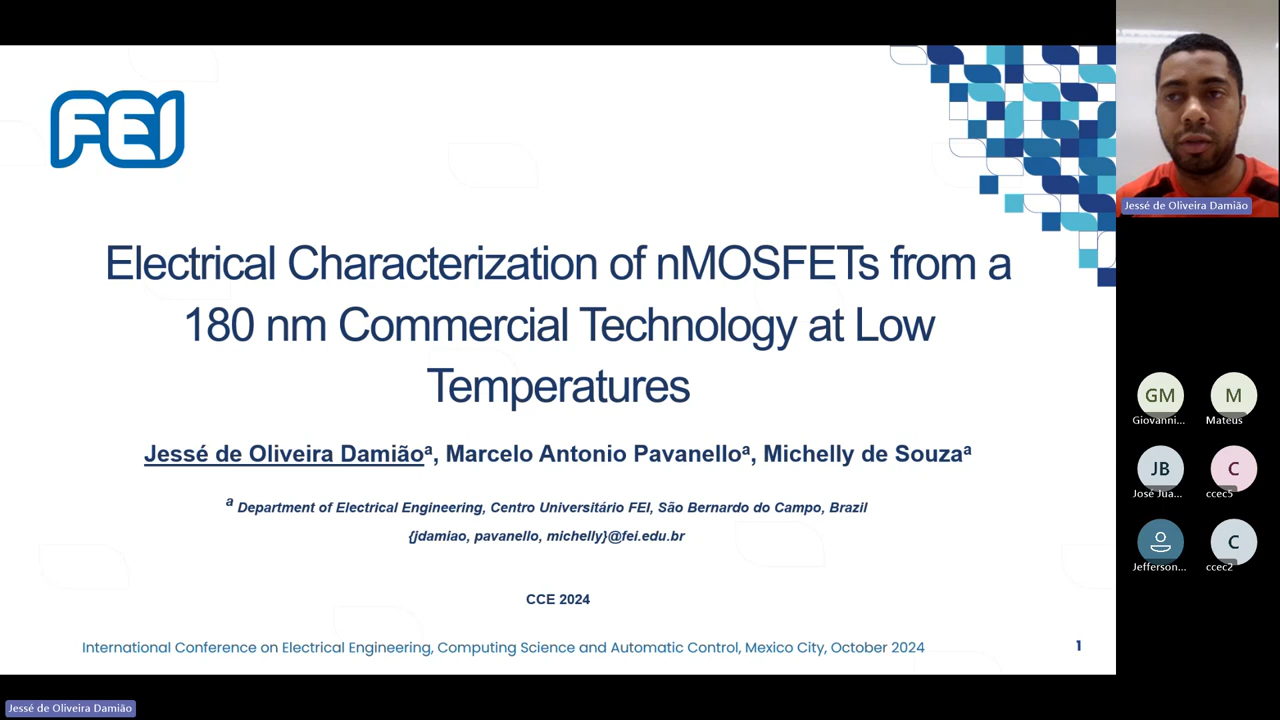 FEI
Electrical Characterization of nMOSFETs from a
180 nm Commercial Technology at Low
Temperatures
Jessé de Oliveira Damiãoª, Marcelo Antonio Pavanelloª, Michelly de Souzaª
ª Department of Electrical Engineering, Centro Universitário FEI, São Bernardo do Campo, Brazil
{jdamiao, pavanello, michelly}@fei.edu.br
CCE 2024
International Conference on Electrical Engineering, Computing Science and Automatic Control, Mexico City, October 2024
1
Jessé de Oliveira Damião
GM
Giovanni...
M
Mateus
JB
José Jua...
C
ccec5
Jefferson...
C
ccec2
Jessé de Oliveira Damião